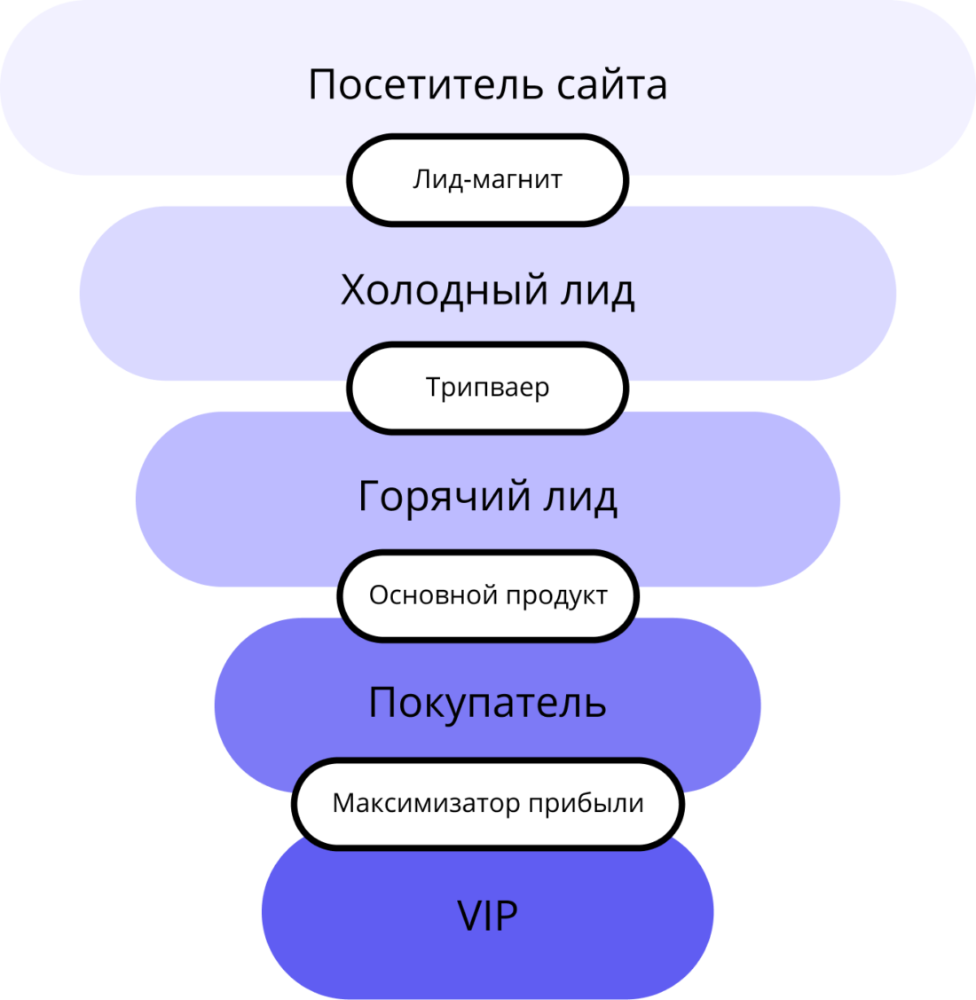 Посетитель сайта
Лид-магнит
Холодный лид
Трипваер
Горячий лид
Основной продукт
Покупатель
Максимизатор прибыли
VIP